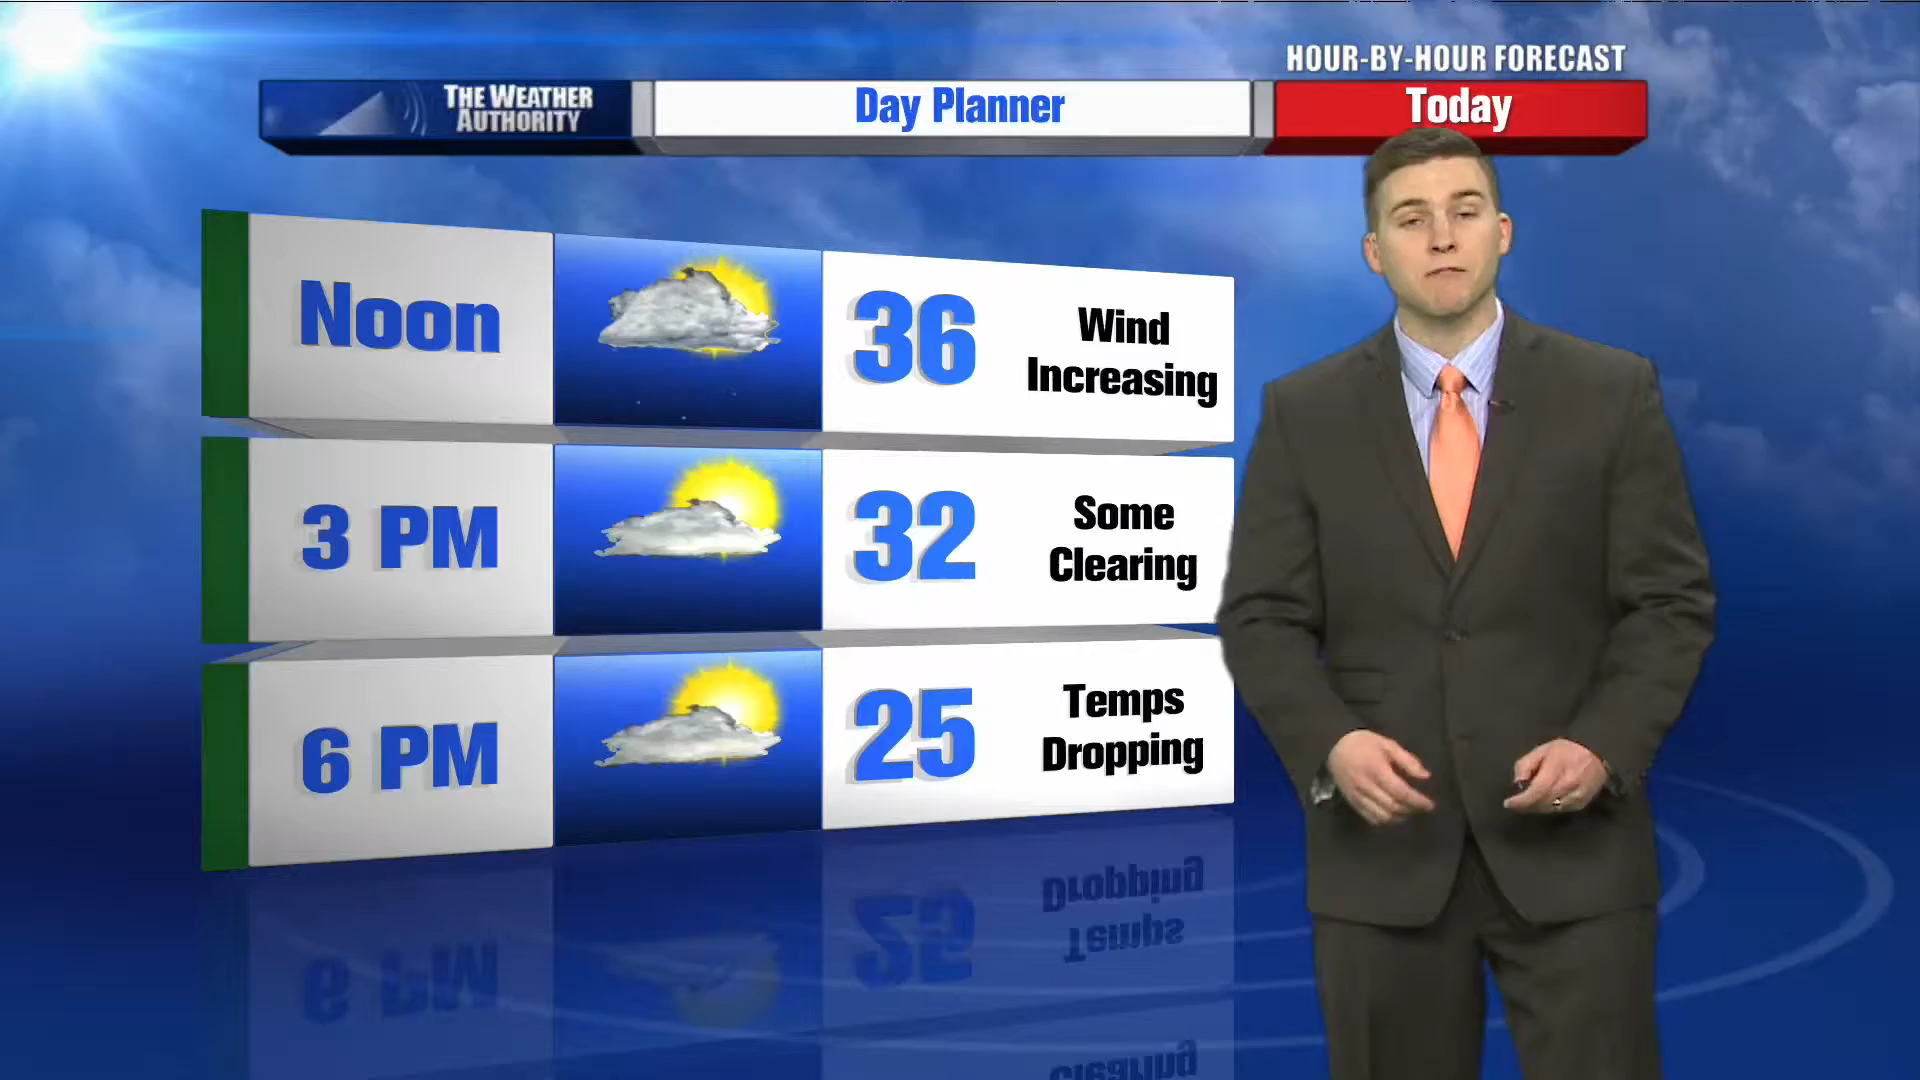 HOUR-BY-HOUR FORECAST
THE WEATHER
AUTHORITY
Day Planner
Today
Noon
36
Wind
Increasing
3 PM
32
Some
Clearing
6 PM
25
Temps
Dropping